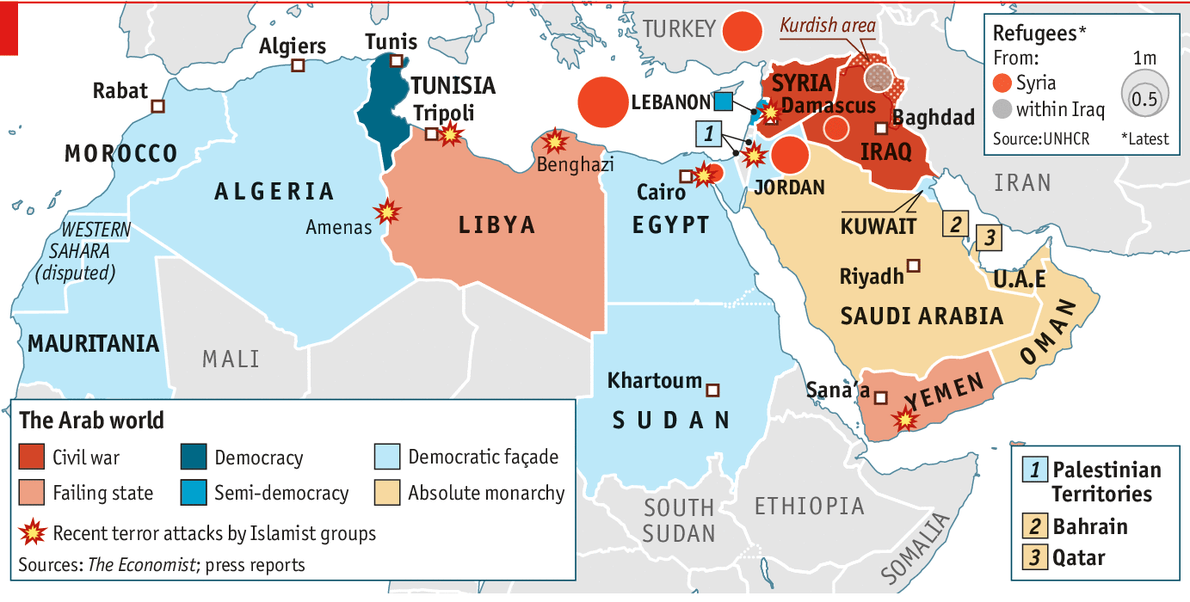 TURKEY
Kurdish area
Refugees*
From:
1m
Syria
0.5
within Iraq
Source:UNHCR
*Latest
Algiers
Tunis
Rabat
TUNISIA
Tripoli
LEBANON
SYRIA
Damascus
Baghdad
MOROCCO
1
Benghazi
IRAQ
IRAN
ALGERIA
Cairo
JORDAN
Amenas
LIBYA
EGYPT
KUWAIT
2
3
WESTERN
SAHARA
(disputed)
Riyadh
U.A.E
SAUDI ARABIA
OMAN
MAURITANIA
MALI
Khartoum
Sana'a
YEMEN
SUDAN
The Arab world
Civil war
Democracy
Democratic façade
Failing state
Semi-democracy
Absolute monarchy
Recent terror attacks by Islamist groups
Sources: The Economist; press reports
SOUTH
SUDAN
ETHIOPIA
SOMALIA
1 Palestinian
Territories
2 Bahrain
3 Qatar